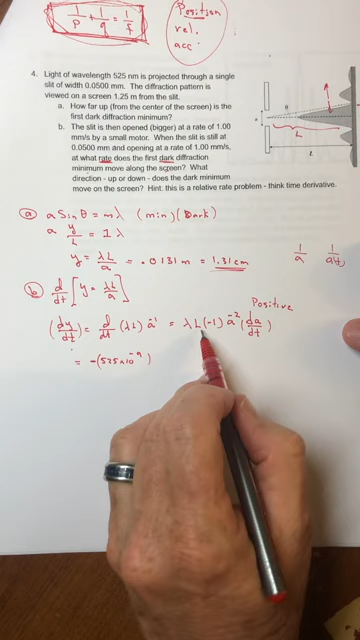 1/p + 1/q = 1/f
Position
vel.
acc.
4. Light of wavelength 525 nm is projected through a single
slit of width 0.0500 mm. The diffraction pattern is
viewed on a screen 1.25 m from the slit.
a. How far up (from the center of the screen) is the
first dark diffraction minimum?
b. The slit is then opened (bigger) at a rate of 1.00
mm/s by a small motor. When the slit is still at
0.0500 mm and opening at a rate of 1.00 mm/s,
at what rate does the first dark diffraction
minimum move along the screen? What
direction - up or down - does the dark minimum
move on the screen? Hint: this is a relative rate problem - think time derivative.
θ
a
L
L
ⓐ a Sin θ = mλ (min) (Dark)
a y/L = 1 λ
y = λL/a = .0131 m = 1.31 cm
1/a 1/a(t)
ⓑ d/dt [y = λL/a]
Positive
(dy/dt) = d/dt (λL) a⁻¹ = λL(-1) a⁻² (da/dt)
= -(525x10⁻⁹)